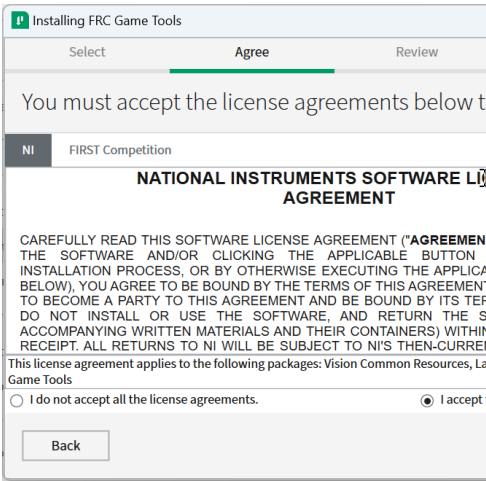 Installing FRC Game Tools
Select Agree Review
You must accept the license agreements below t
NI FIRST Competition
NATIONAL INSTRUMENTS SOFTWARE LI
AGREEMENT
CAREFULLY READ THIS SOFTWARE LICENSE AGREEMENT ("AGREEMEN
THE SOFTWARE AND/OR CLICKING THE APPLICABLE BUTTON
INSTALLATION PROCESS, OR BY OTHERWISE EXECUTING THE APPLICA
BELOW), YOU AGREE TO BE BOUND BY THE TERMS OF THIS AGREEMENT
TO BECOME A PARTY TO THIS AGREEMENT AND BE BOUND BY ITS TER
DO NOT INSTALL OR USE THE SOFTWARE, AND RETURN THE S
ACCOMPANYING WRITTEN MATERIALS AND THEIR CONTAINERS) WITHIN
RECEIPT. ALL RETURNS TO NI WILL BE SUBJECT TO NI'S THEN-CURREN
This license agreement applies to the following packages: Vision Common Resources, La
Game Tools
I do not accept all the license agreements. I accept
Back